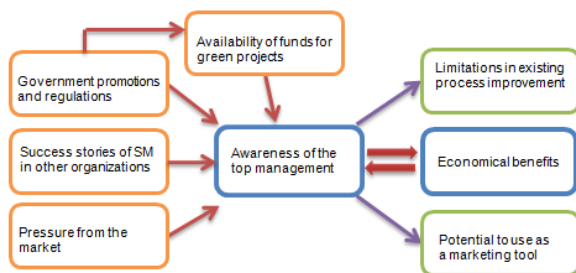 Availability of funds for
green projects
Government promotions
and regulations
Limitations in existing
process improvement
Success stories of SM
in other organizations
Awareness of the
top management
Economical benefits
Pressure from the
market
Potential to use as
a marketing tool